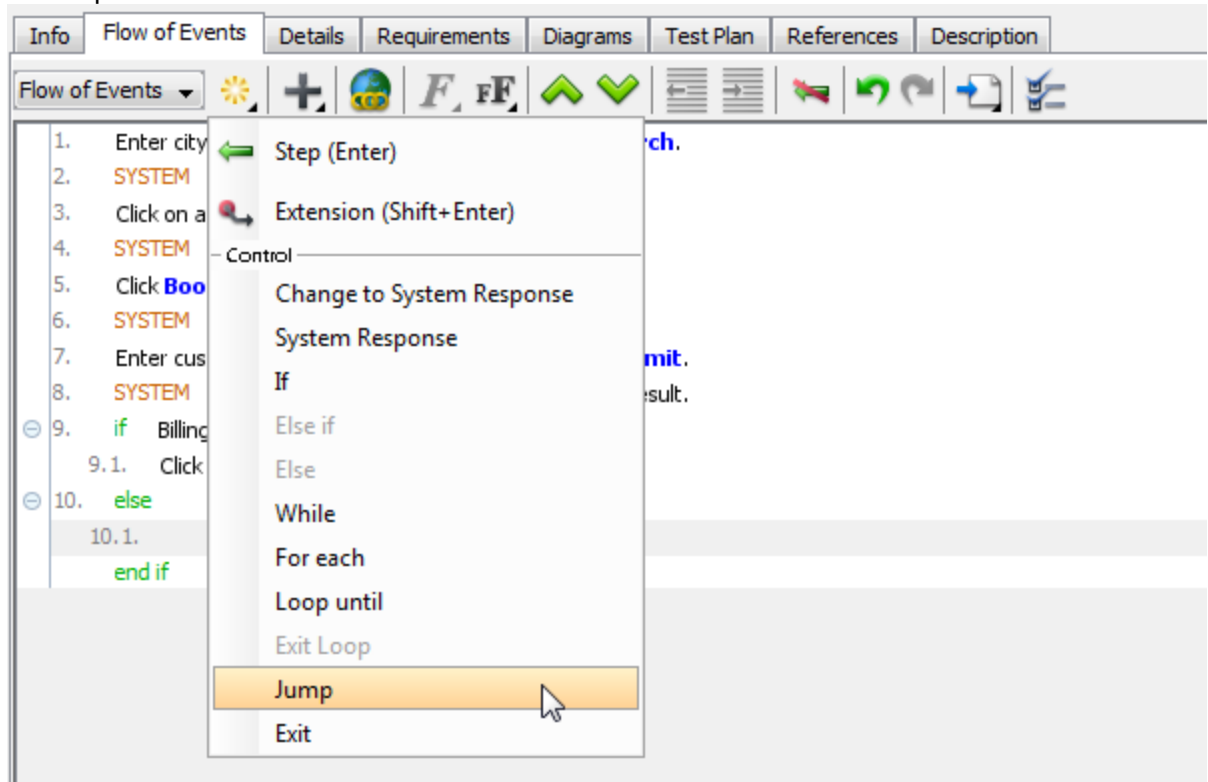 Info Flow of Events Details Requirements Diagrams Test Plan References Description
Flow of Events F FF
1. Enter city rch.
2. SYSTEM
3. Click on a
4. SYSTEM
5. Click Boo
6. SYSTEM
7. Enter cus mit.
8. SYSTEM esult.
9. if Billing
9.1. Click
10. else
10.1.
end if
Step (Enter)
Extension (Shift+Enter)
Control
Change to System Response
System Response
If
Else if
Else
While
For each
Loop until
Exit Loop
Jump
Exit